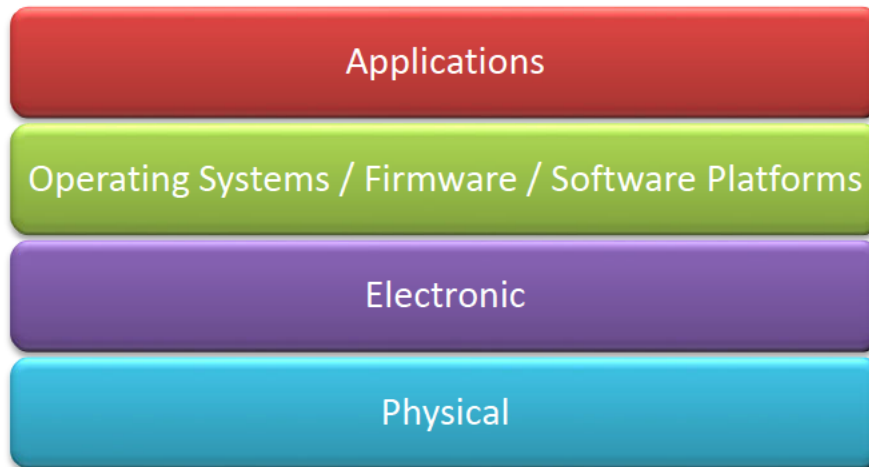 Applications
Operating Systems / Firmware / Software Platforms
Electronic
Physical